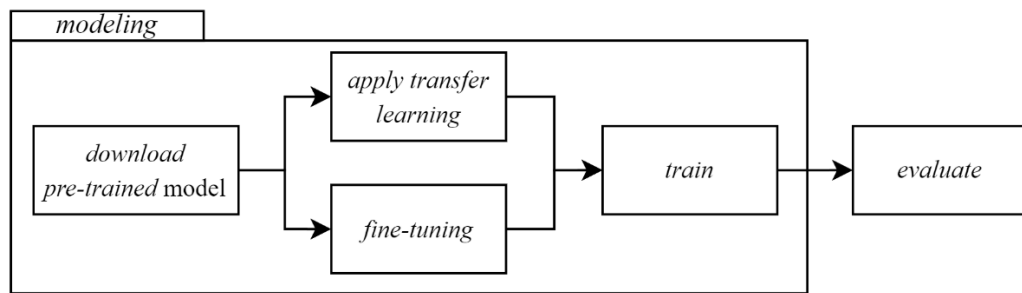 modeling
download
pre-trained model
apply transfer
learning
fine-tuning
train
evaluate